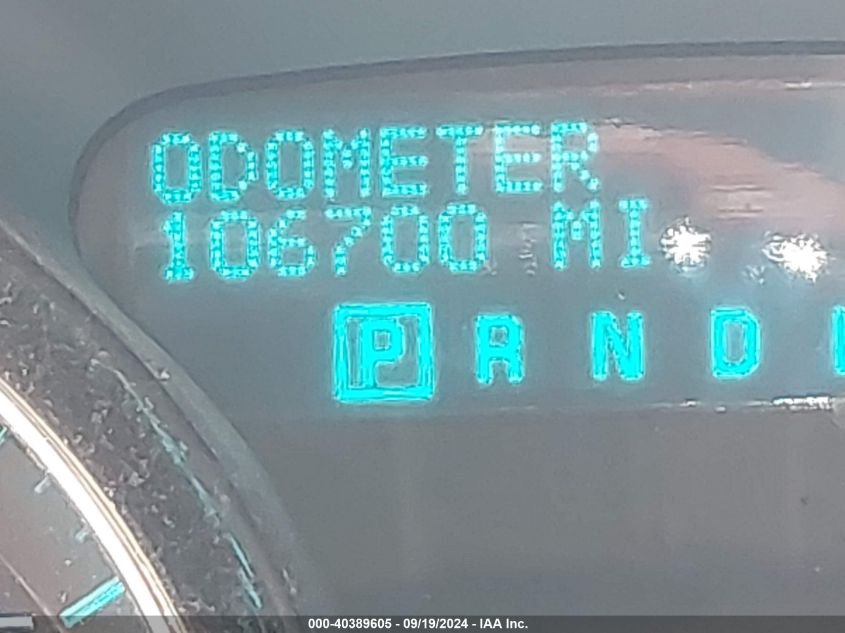 ODOMETER
106700 MI
P R N D
000-40389605 - 09/19/2024 - IAA Inc.